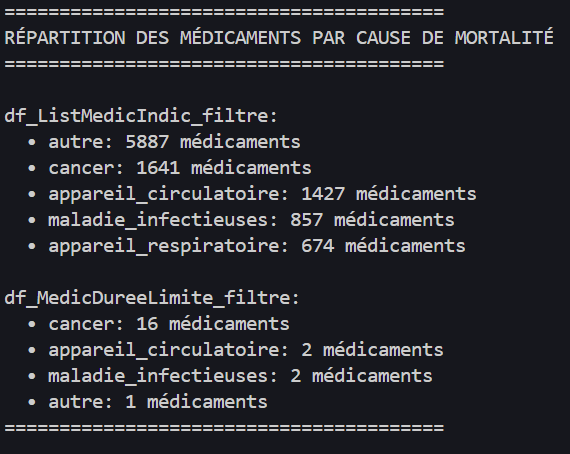 ========================================
RÉPARTITION DES MÉDICAMENTS PAR CAUSE DE MORTALITÉ
========================================
df_ListMedicIndic_filtre:
• autre: 5887 médicaments
• cancer: 1641 médicaments
• appareil_circulatoire: 1427 médicaments
• maladie_infectieuses: 857 médicaments
• appareil_respiratoire: 674 médicaments
df_MedicDureeLimite_filtre:
• cancer: 16 médicaments
• appareil_circulatoire: 2 médicaments
• maladie_infectieuses: 2 médicaments
• autre: 1 médicaments
========================================